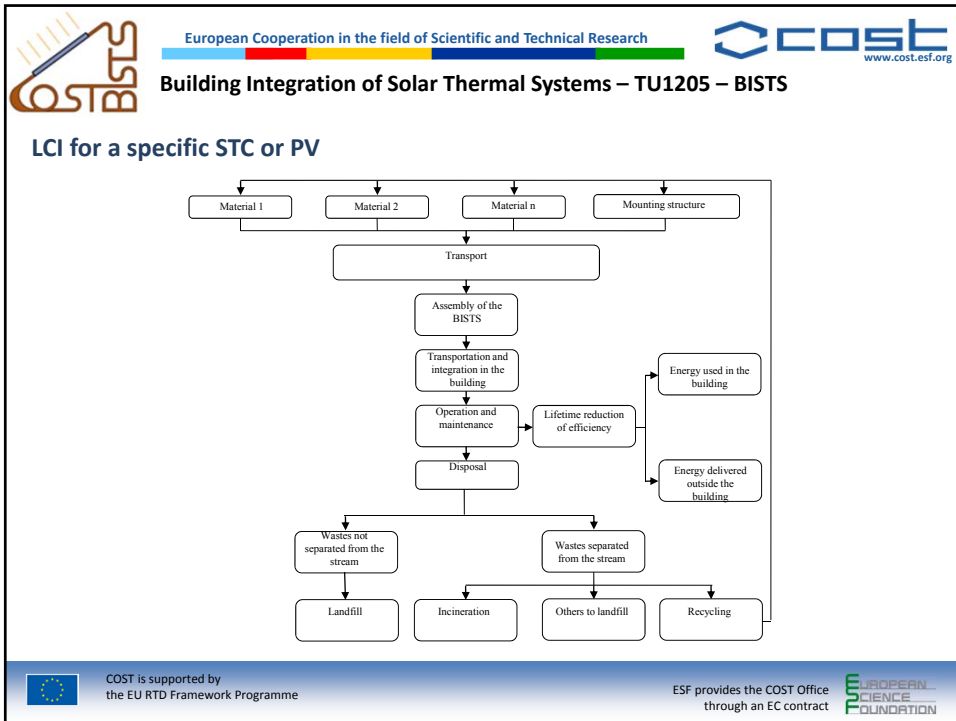 European Cooperation in the field of Scientific and Technical Research
COST
BISTS
cost
www.cost.esf.org
Building Integration of Solar Thermal Systems – TU1205 – BISTS
LCI for a specific STC or PV
Material 1
Material 2
Material n
Mounting structure
Transport
Assembly of the
BISTS
Transportation and
integration in the
building
Energy used in the
building
Operation and
maintenance
Lifetime reduction
of efficiency
Disposal
Energy delivered
outside the
building
Wastes not
separated from the
stream
Wastes separated
from the stream
Landfill
Incineration
Others to landfill
Recycling
COST is supported by
the EU RTD Framework Programme
ESF provides the COST Office
through an EC contract
EUROPEAN
SCIENCE
FOUNDATION